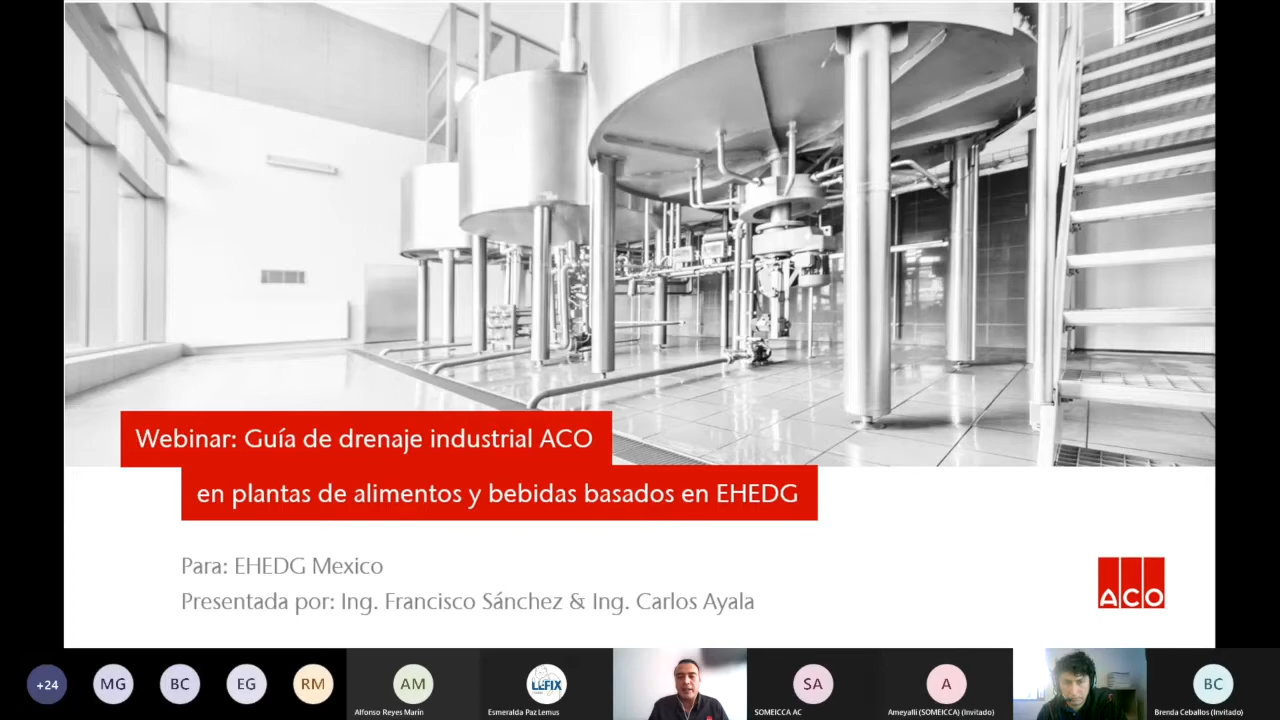 Webinar: Guía de drenaje industrial ACO
en plantas de alimentos y bebidas basados en EHEDG
Para: EHEDG Mexico
Presentada por: Ing. Francisco Sánchez & Ing. Carlos Ayala
ACO
+24
MG
BC
EG
RM
AM
LEFIX
SA
A
BC
Alfonso Reyes Marín
Esmeralda Paz Lemus
SOMEICCA AC
Ameyalli (SOMEICCA) (Invitado)
Brenda Ceballos (Invitado)